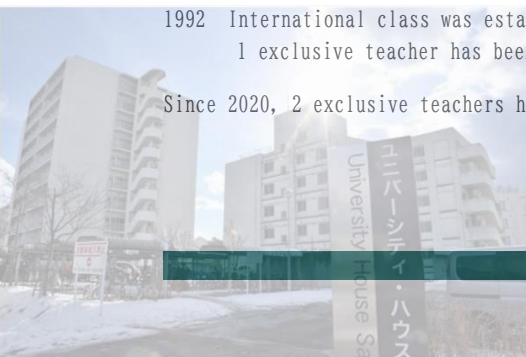 1992 International class was esta
1 exclusive teacher has bee
Since 2020, 2 exclusive teachers h
ユニバーシティ・ハウス
University House Sa